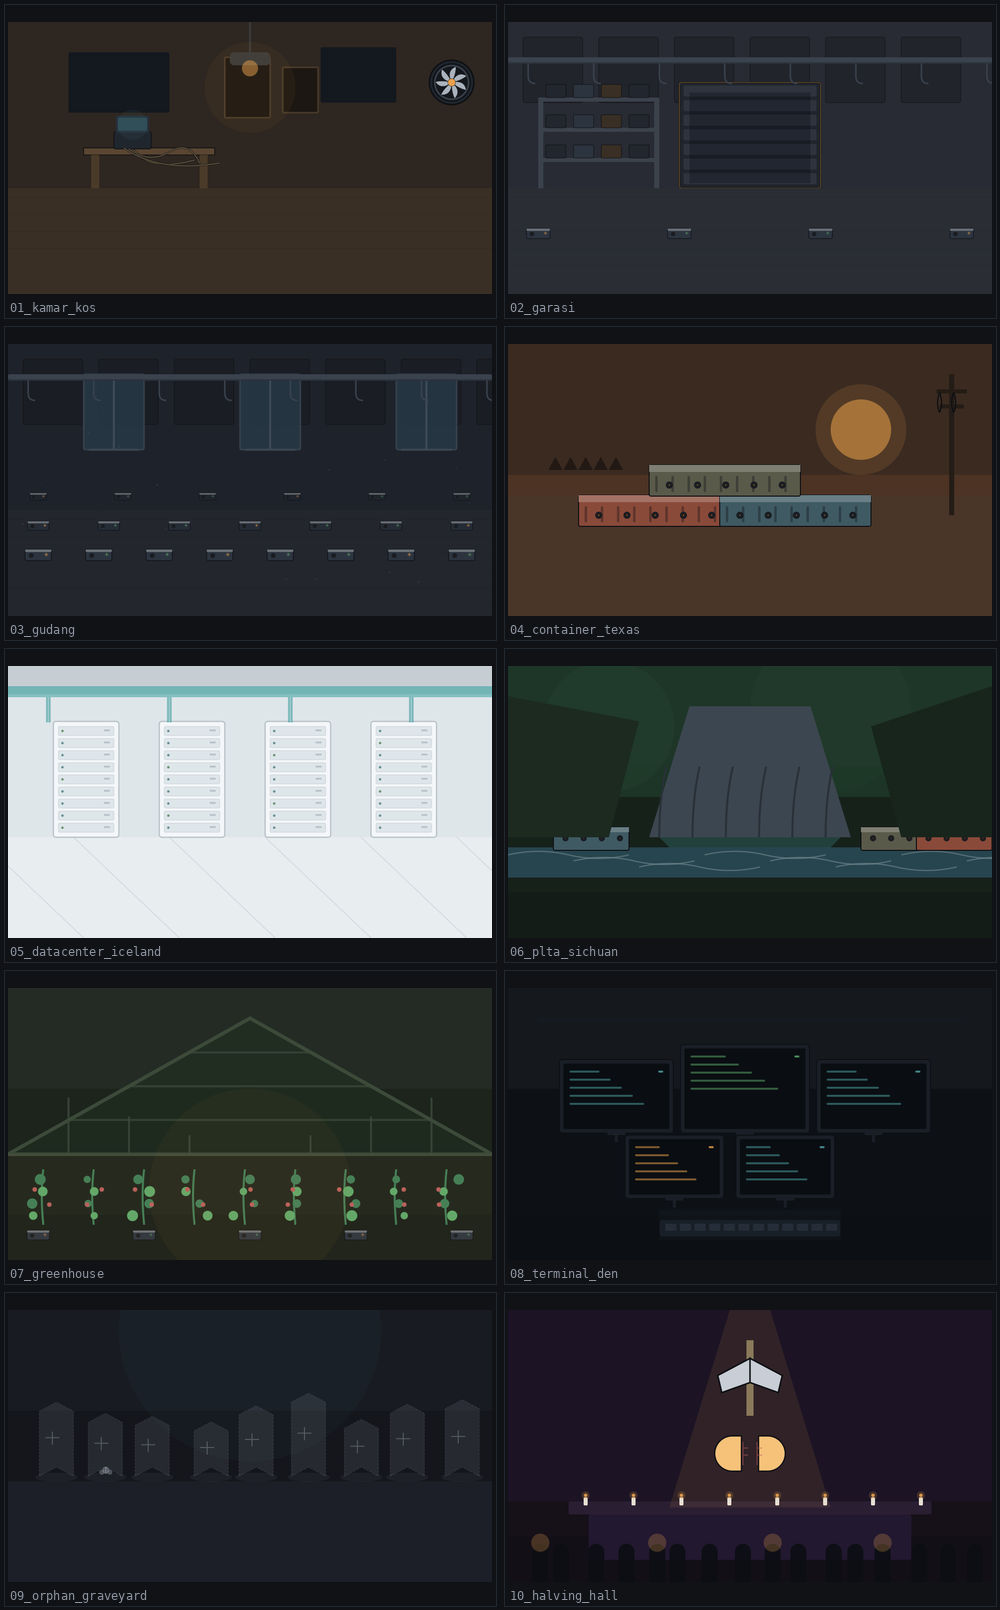 01_kamar_kos
02_garasi
03_gudang
04_container_texas
05_datacenter_iceland
06_plta_sichuan
07_greenhouse
08_terminal_den
09_orphan_graveyard
10_halving_hall